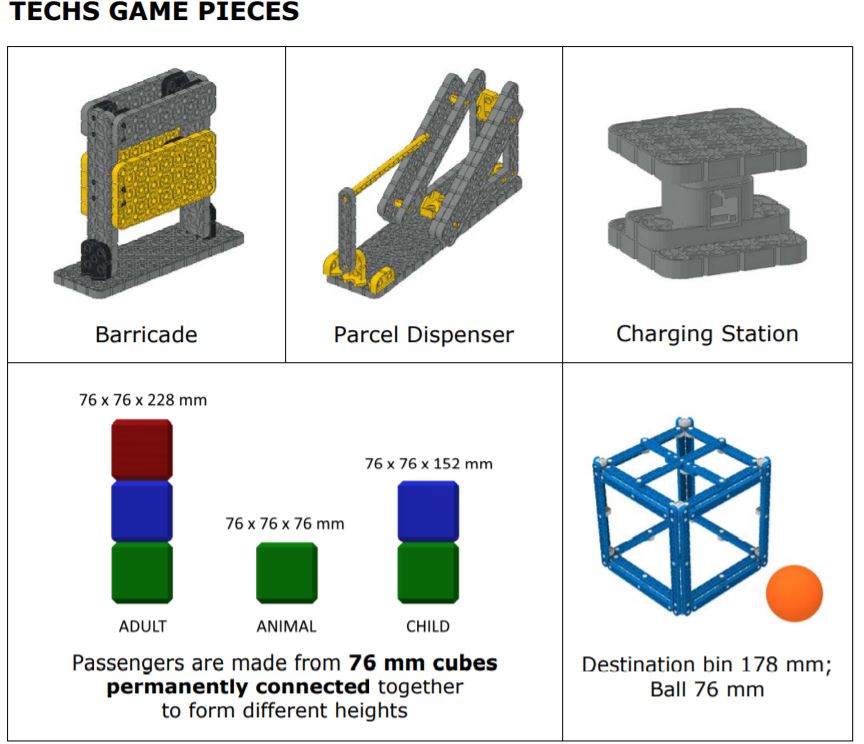 TECHS GAME PIECES
Barricade
Parcel Dispenser
Charging Station
76 x 76 x 228 mm
76 x 76 x 152 mm
76 x 76 x 76 mm
ADULT
ANIMAL
CHILD
Passengers are made from 76 mm cubes
permanently connected together
to form different heights
Destination bin 178 mm;
Ball 76 mm